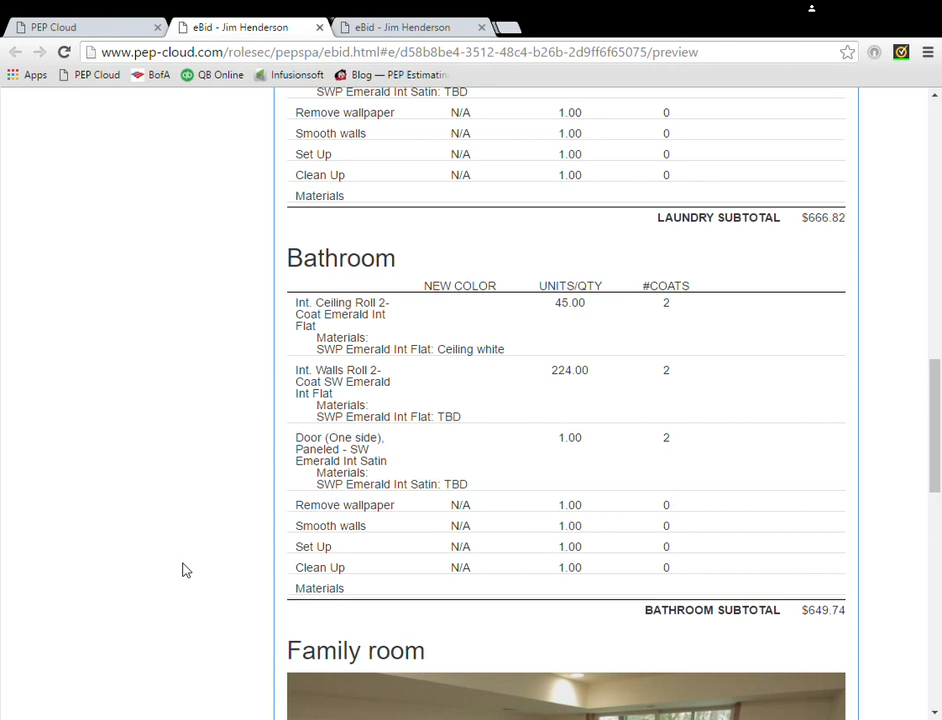 PEP Cloud
eBid - Jim Henderson
eBid - Jim Henderson
www.pep-cloud.com/rolesec/pepspa/ebid.html#e/d58b8be4-3512-48c4-b26b-2d9ff6f65075/preview
Apps PEP Cloud BofA QB Online Infusionsoft Blog — PEP Estimatin
SWP Emerald Int Satin: TBD
Remove wallpaper N/A 1.00 0
Smooth walls N/A 1.00 0
Set Up N/A 1.00 0
Clean Up N/A 1.00 0
Materials
LAUNDRY SUBTOTAL $666.82
Bathroom
NEW COLOR UNITS/QTY #COATS
Int. Ceiling Roll 2- 45.00 2
Coat Emerald Int
Flat
Materials:
SWP Emerald Int Flat: Ceiling white
Int. Walls Roll 2- 224.00 2
Coat SW Emerald
Int Flat
Materials:
SWP Emerald Int Flat: TBD
Door (One side), 1.00 2
Paneled - SW
Emerald Int Satin
Materials:
SWP Emerald Int Satin: TBD
Remove wallpaper N/A 1.00 0
Smooth walls N/A 1.00 0
Set Up N/A 1.00 0
Clean Up N/A 1.00 0
Materials
BATHROOM SUBTOTAL $649.74
Family room